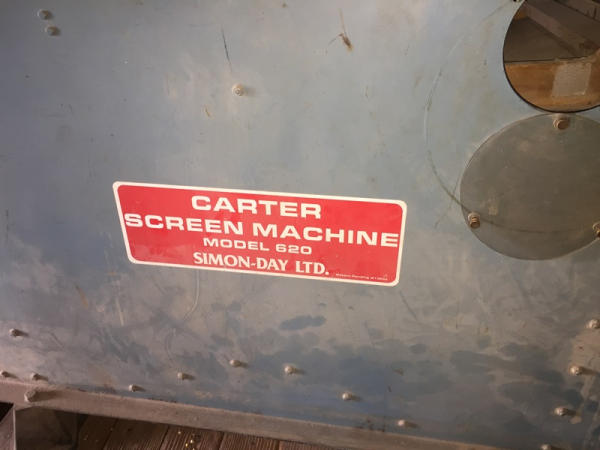 CARTER
SCREEN MACHINE
MODEL 620
SIMON-DAY LTD.